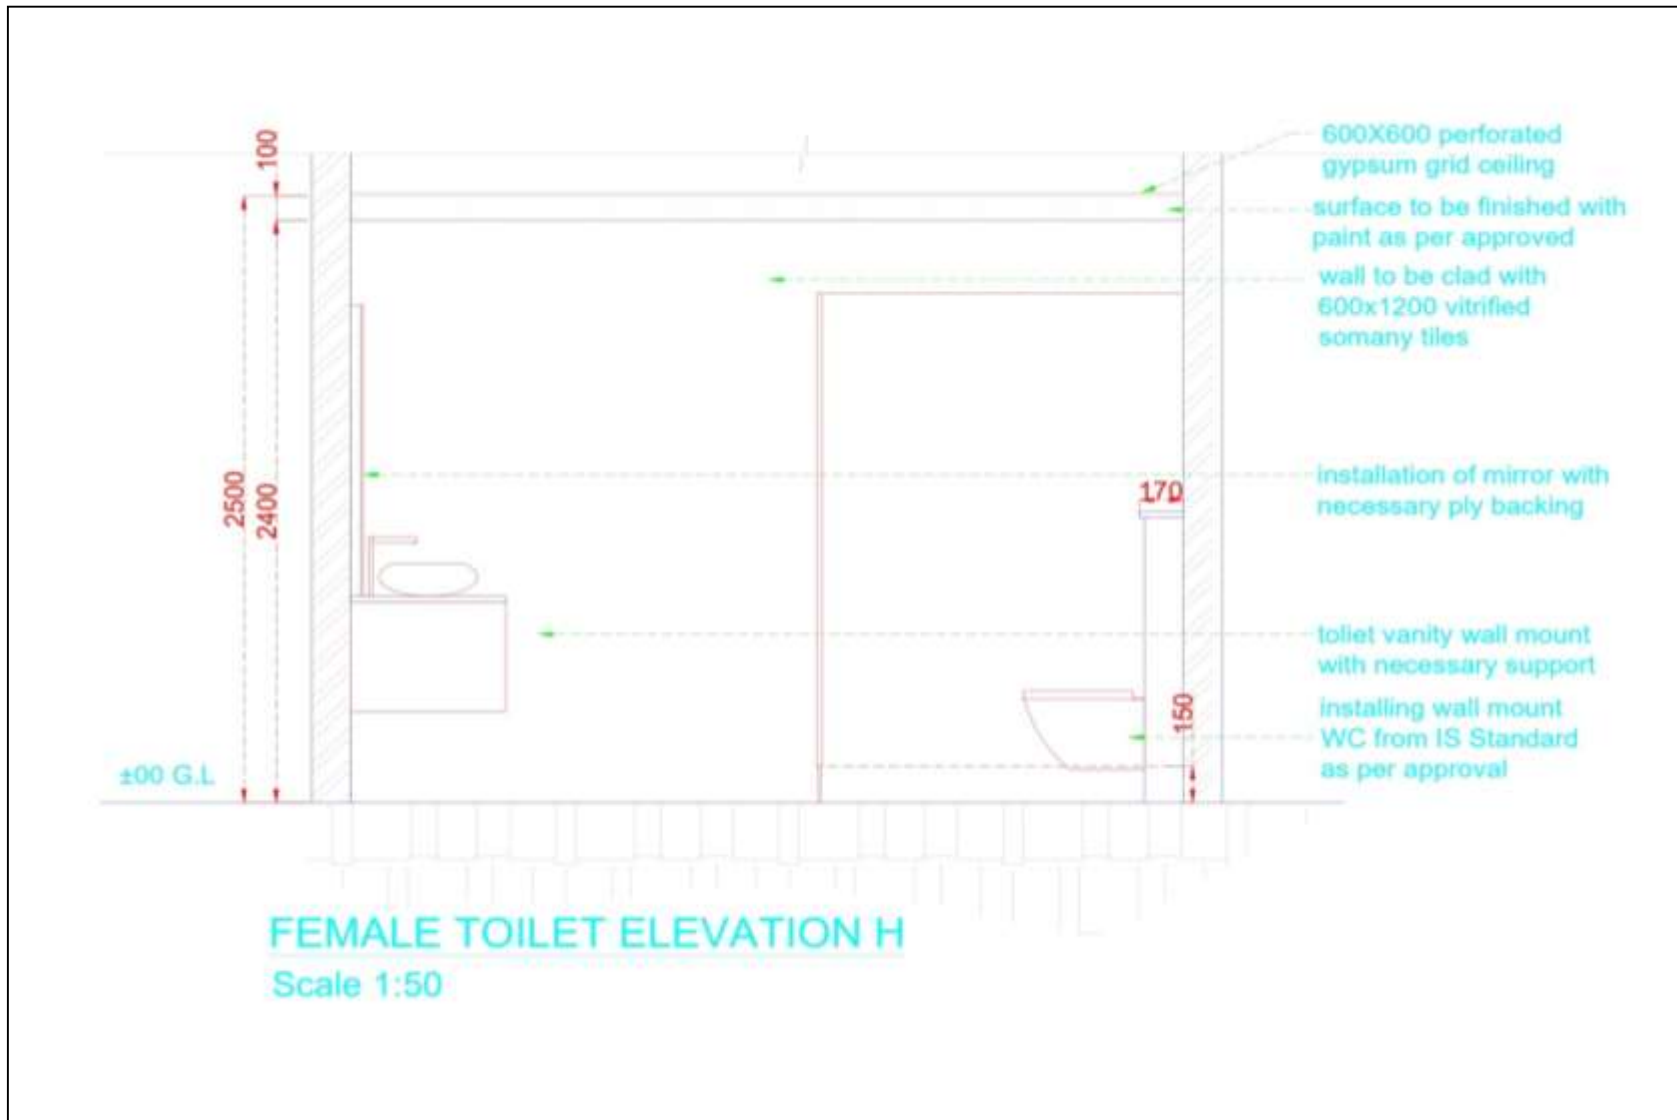 100
600X600 perforated
gypsum grid ceiling
surface to be finished with
paint as per approved
wall to be clad with
600x1200 vitrified
somany tiles
2500
2400
installation of mirror with
necessary ply backing
170
toliet vanity wall mount
with necessary support
150
installing wall mount
WC from IS Standard
as per approval
±00 G.L
FEMALE TOILET ELEVATION H
Scale 1:50